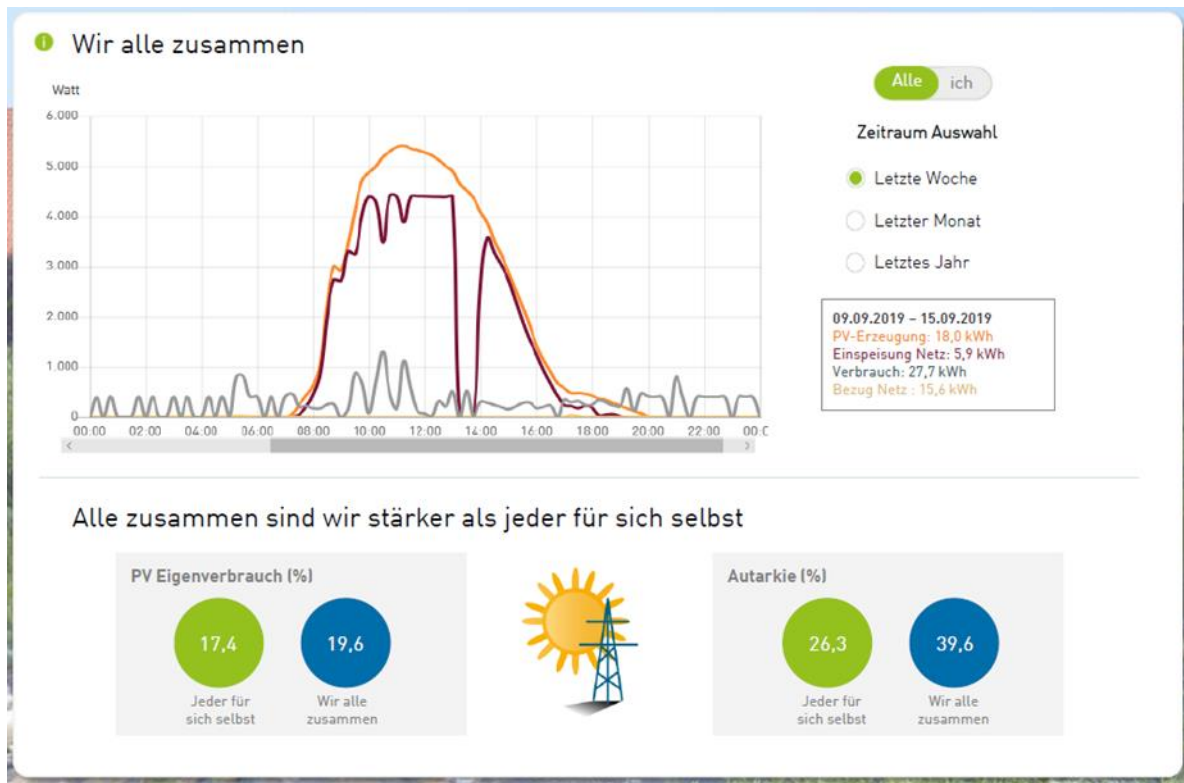 i
Wir alle zusammen
Watt
6.000
5.000
4.000
3.000
2.000
1.000
0
00:00 02:00 04:00 06:00 08:00 10:00 12:00 14:00 16:00 18:00 20:00 22:00 00:0
Alle ich
Zeitraum Auswahl
Letzte Woche
Letzter Monat
Letztes Jahr
09.09.2019 – 15.09.2019
PV-Erzeugung: 18,0 kWh
Einspeisung Netz: 5,9 kWh
Verbrauch: 27,7 kWh
Bezug Netz : 15,6 kWh
Alle zusammen sind wir stärker als jeder für sich selbst
PV Eigenverbrauch (%)
17,4 19,6
Jeder für Wir alle
sich selbst zusammen
Autarkie (%)
26,3 39,6
Jeder für Wir alle
sich selbst zusammen